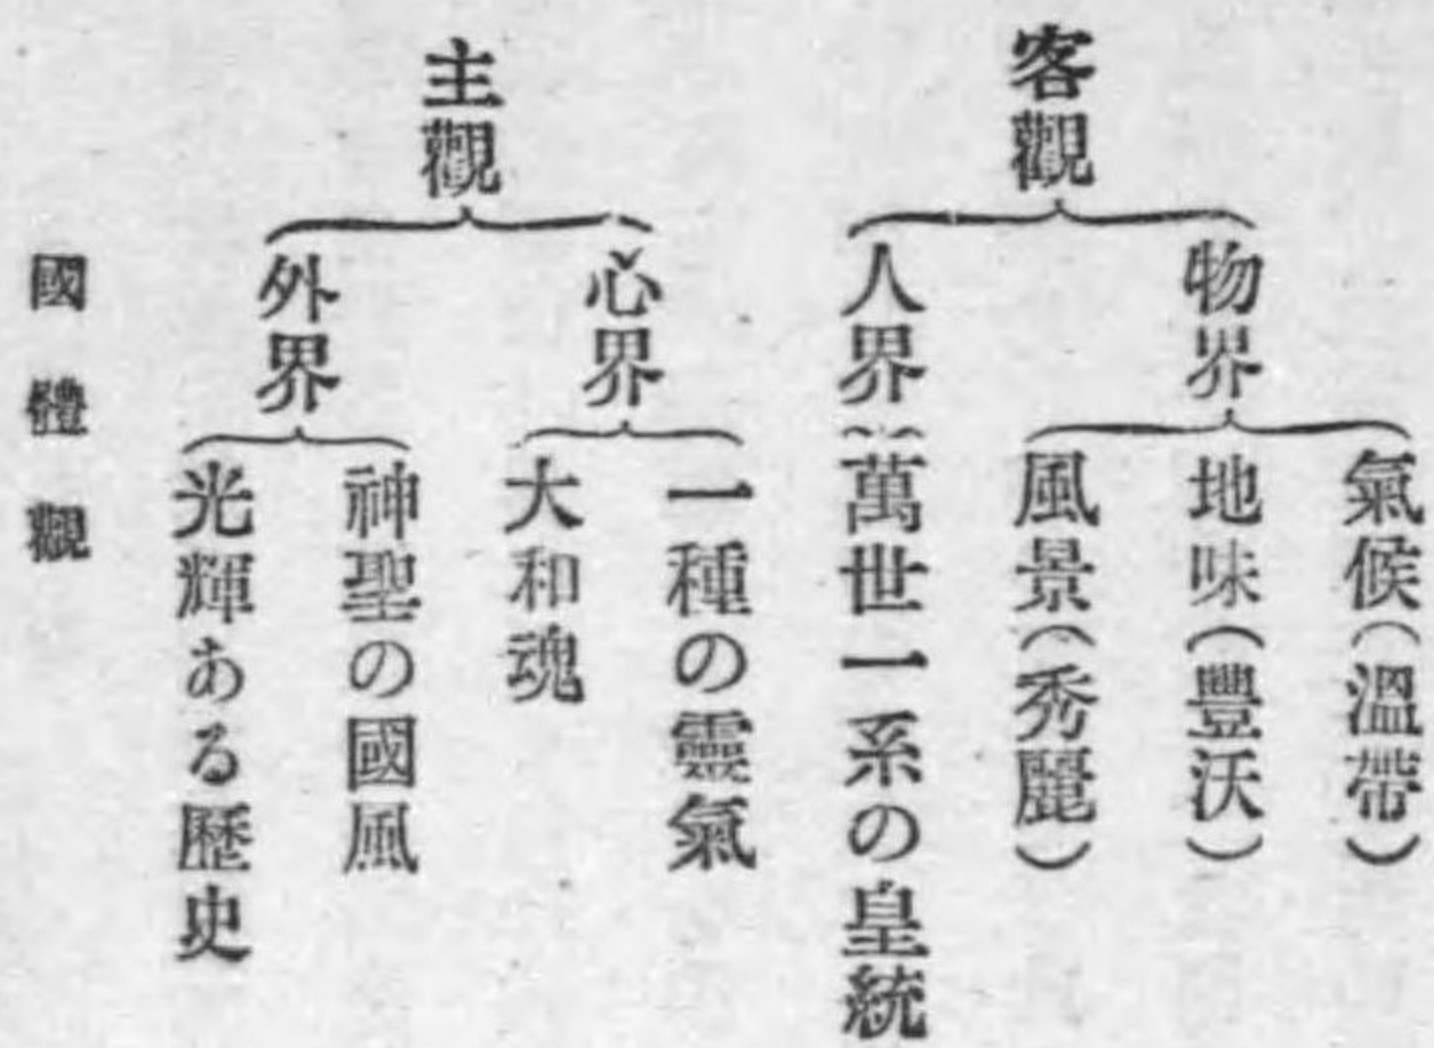 客觀
物界
氣候(溫帶)
地味(豐沃)
風景(秀麗)
人界
萬世一系の皇統
主觀
心界
一種の靈氣
大和魂
外界
神聖の國風
光輝ある歷史
國體觀